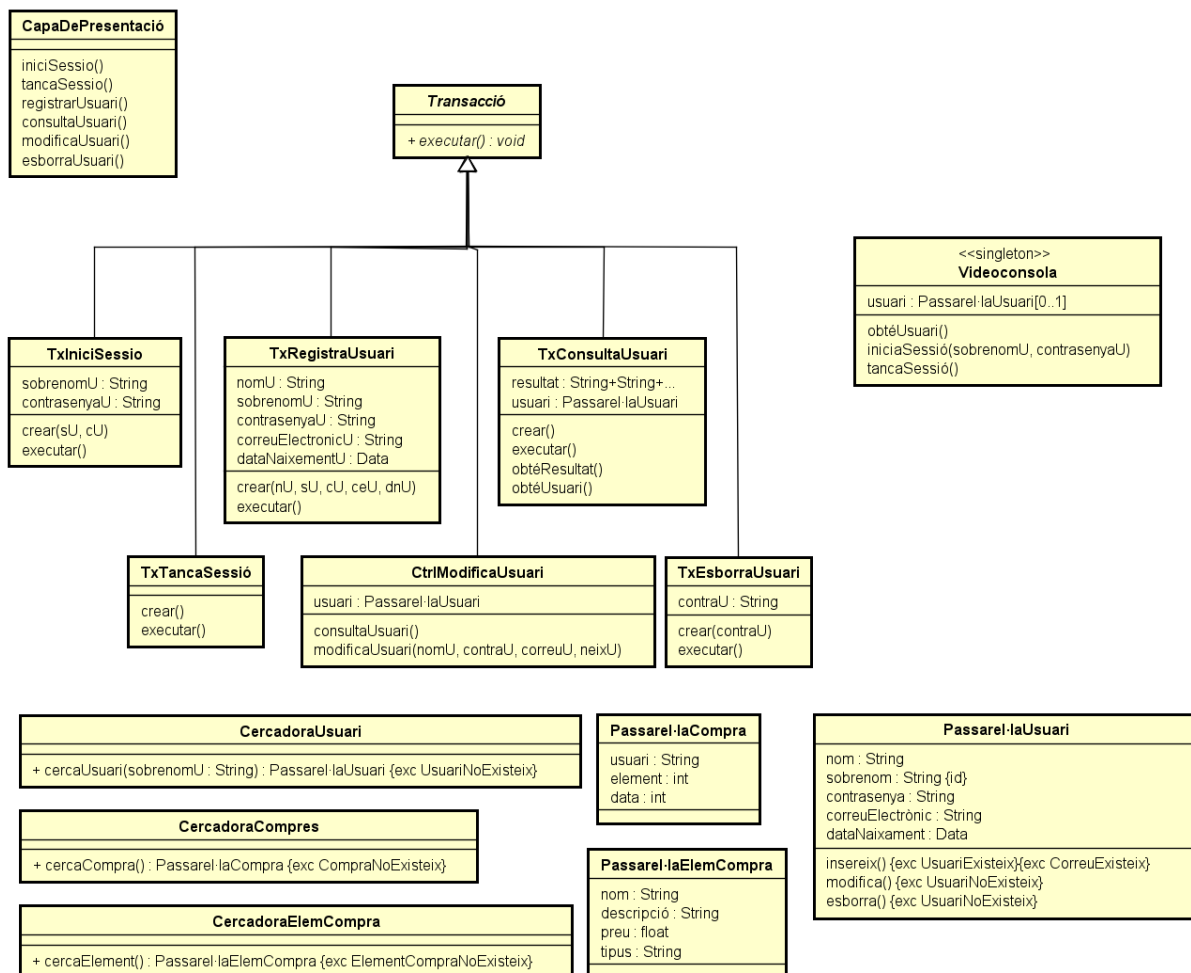 CapaDePresentació
iniciSessio()
tancaSessio()
registrarUsuari()
consultaUsuari()
modificaUsuari()
esborraUsuari()
Transacció
+ executar() : void
<<singleton>>
Videoconsola
usuari : Passarel·laUsuari[0..1]
obtéUsuari()
iniciaSessió(sobrenomU, contrasenyaU)
tancaSessió()
TxIniciSessio
sobrenomU : String
contrasenyaU : String
crear(sU, cU)
executar()
TxRegistraUsuari
nomU : String
sobrenomU : String
contrasenyaU : String
correuElectronicU : String
dataNaixementU : Data
crear(nU, sU, cU, ceU, dnU)
executar()
TxConsultaUsuari
resultat : String+String+...
usuari : Passarel·laUsuari
crear()
executar()
obtéResultat()
obtéUsuari()
TxTancaSessió
crear()
executar()
CtrlModificaUsuari
usuari : Passarel·laUsuari
consultaUsuari()
modificaUsuari(nomU, contraU, correuU, neixU)
TxEsborraUsuari
contraU : String
crear(contraU)
executar()
CercadoraUsuari
+ cercaUsuari(sobrenomU : String) : Passarel·laUsuari {exc UsuariNoExisteix}
CercadoraCompres
+ cercaCompra() : Passarel·laCompra {exc CompraNoExisteix}
CercadoraElemCompra
+ cercaElement() : Passarel·laElemCompra {exc ElementCompraNoExisteix}
Passarel·laCompra
usuari : String
element : int
data : int
Passarel·laElemCompra
nom : String
descripció : String
preu : float
tipus : String
Passarel·laUsuari
nom : String
sobrenom : String {id}
contrasenya : String
correuElectrònic : String
dataNaixament : Data
insereix() {exc UsuariExisteix}{exc CorreuExisteix}
modifica() {exc UsuariNoExisteix}
esborra() {exc UsuariNoExisteix}